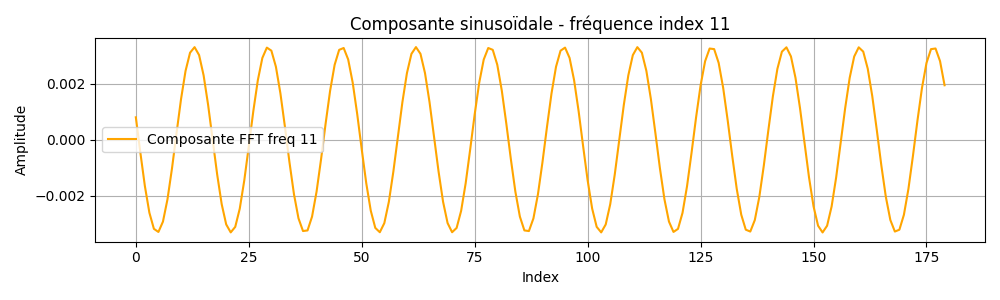 Composante sinusoïdale - fréquence index 11
Amplitude
0.002
0.000
−0.002
Composante FFT freq 11
0 25 50 75 100 125 150 175
Index